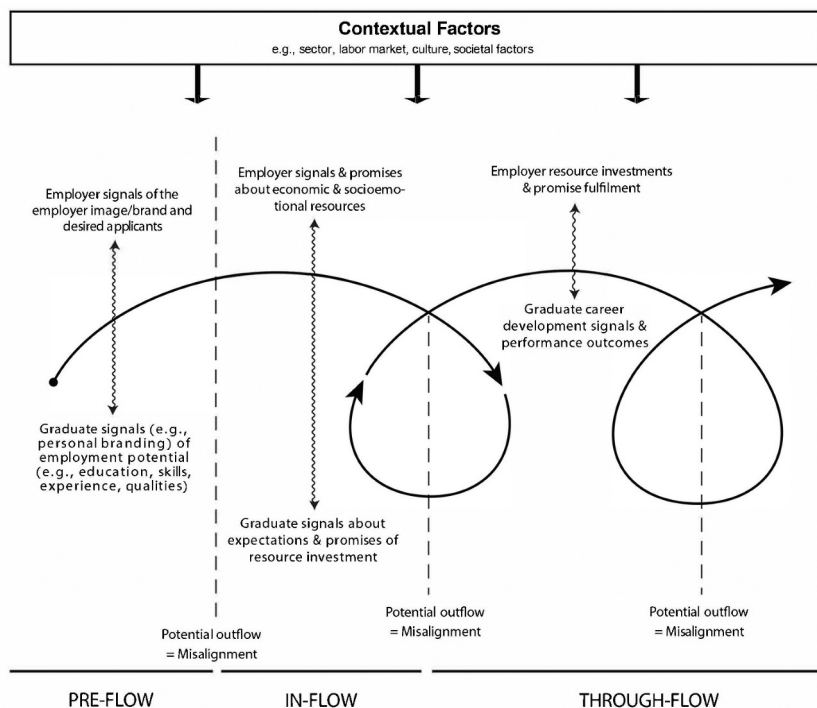 Contextual Factors
e.g., sector, labor market, culture, societal factors
Employer signals of the
employer image/brand and
desired applicants
Graduate signals (e.g.,
personal branding) of
employment potential
(e.g., education, skills,
experience, qualities)
Employer signals & promises
about economic & socioemo-
tional resources
Graduate signals about
expectations & promises of
resource investment
Employer resource investments
& promise fulfilment
Graduate career
development signals &
performance outcomes
Potential outflow
= Misalignment
Potential outflow
= Misalignment
Potential outflow
= Misalignment
PRE-FLOW
IN-FLOW
THROUGH-FLOW